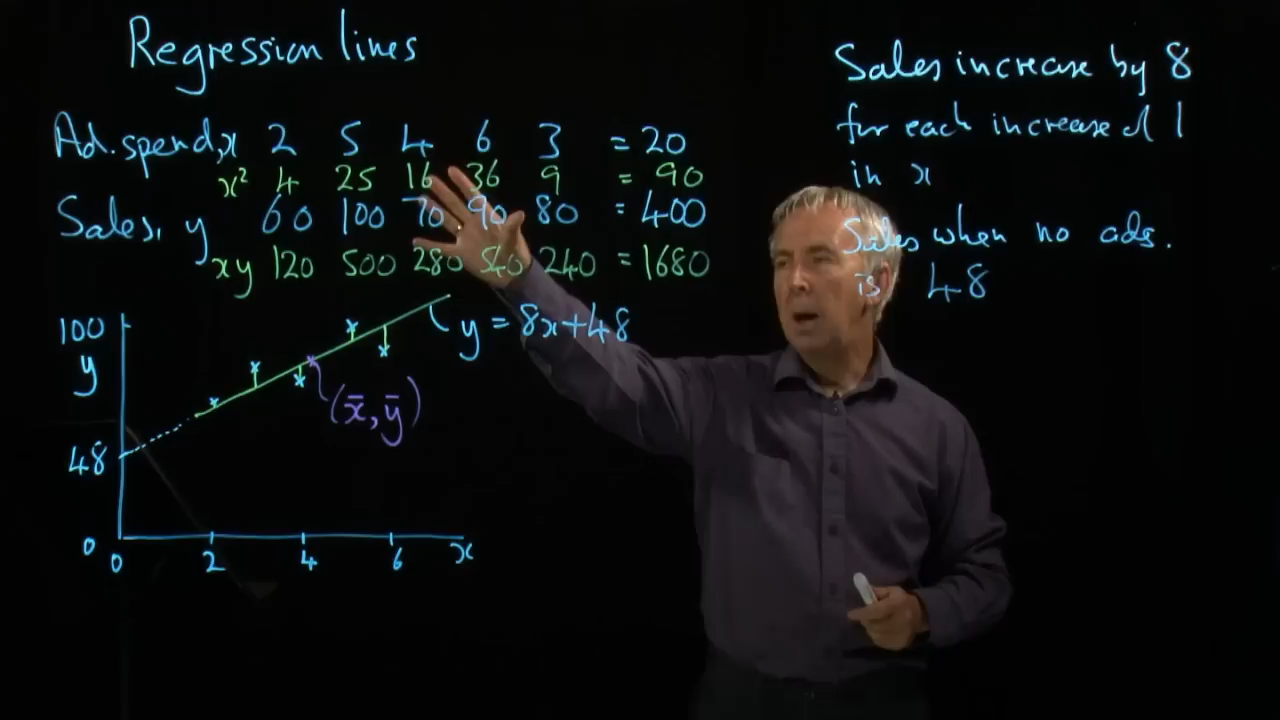 Regression lines
Ad. spend, x 2 5 4 6 3 = 20
x² 4 25 16 36 9 = 90
Sales, y 60 100 70 90 80 = 400
xy 120 500 280 540 240 = 1680
100
y
48
0
0 2 4 6 x
y = 8x+48
(x̄, ȳ)
Sales increase by 8
for each increase of 1
in x
Sales when no ads.
is 48